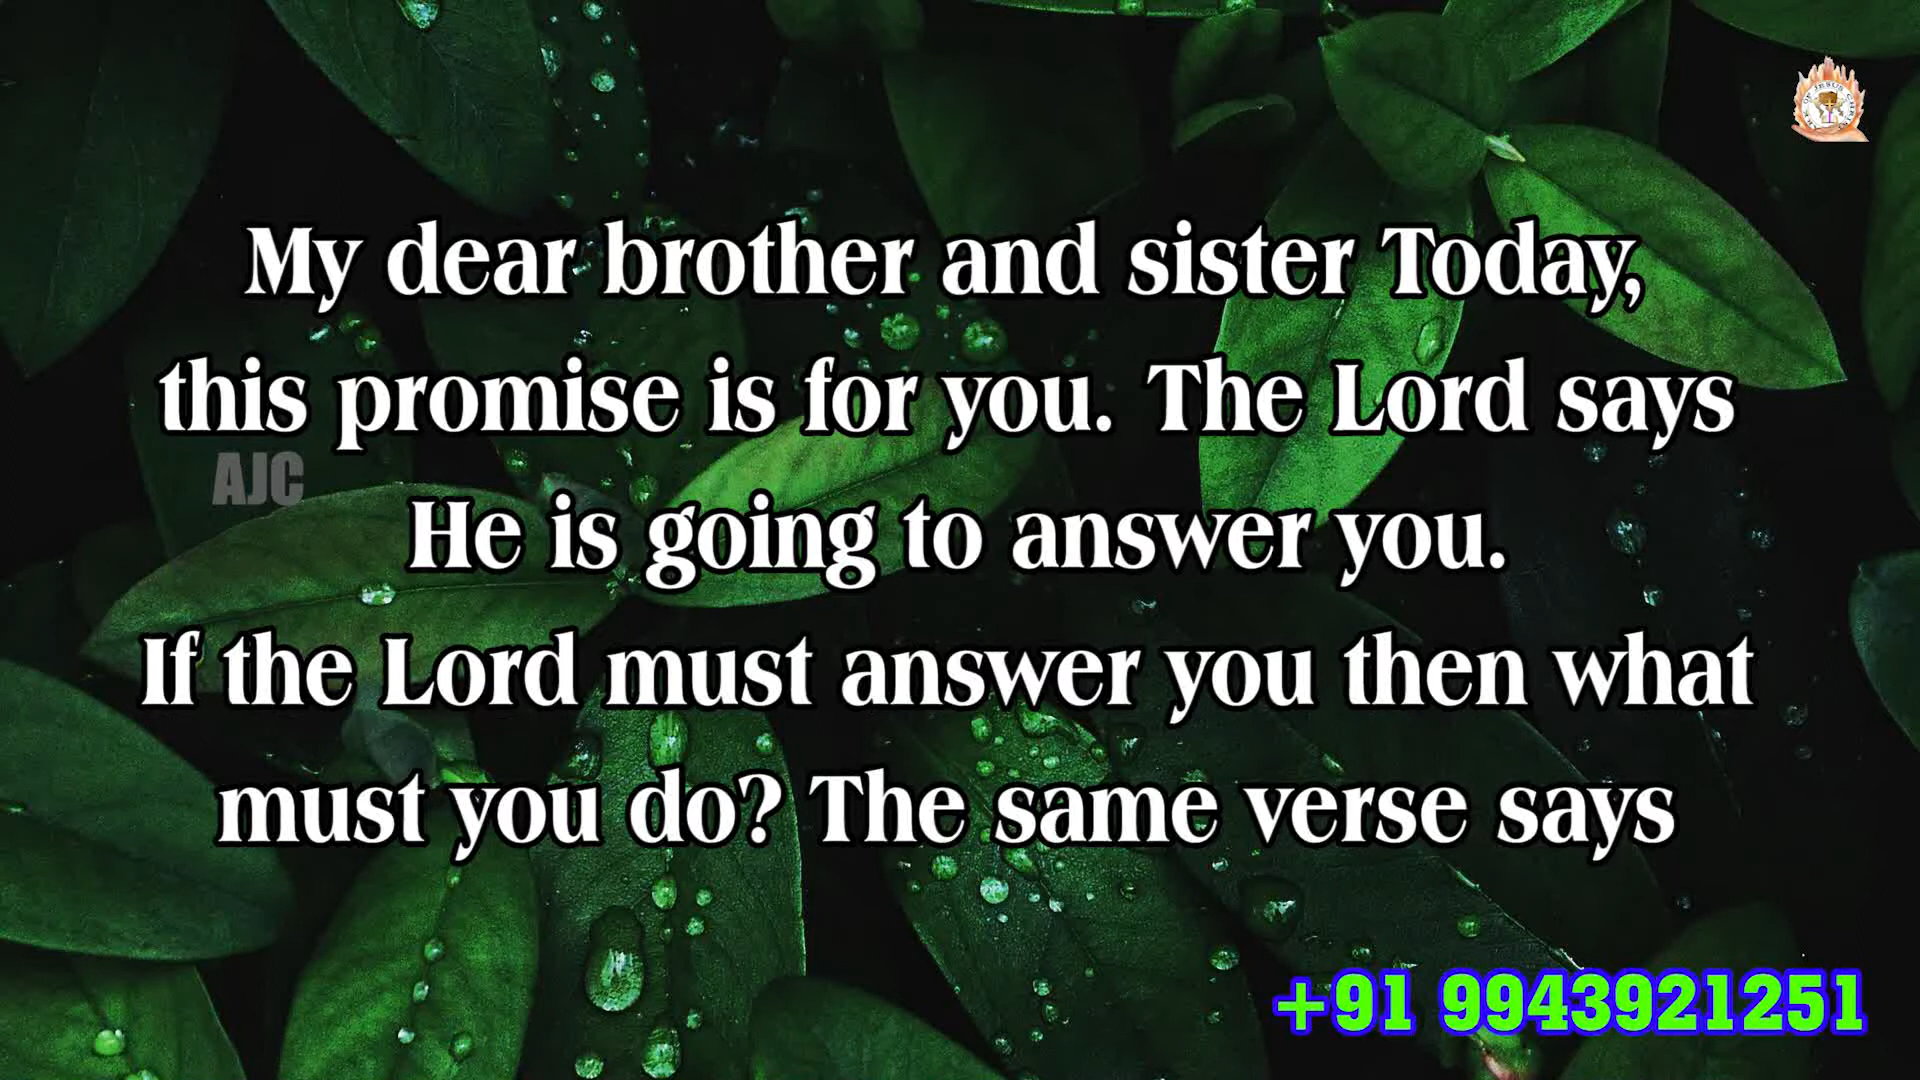 My dear brother and sister Today,
this promise is for you. The Lord says
AJC
He is going to answer you.
If the Lord must answer you then what
must you do? The same verse says
+91 9943921251